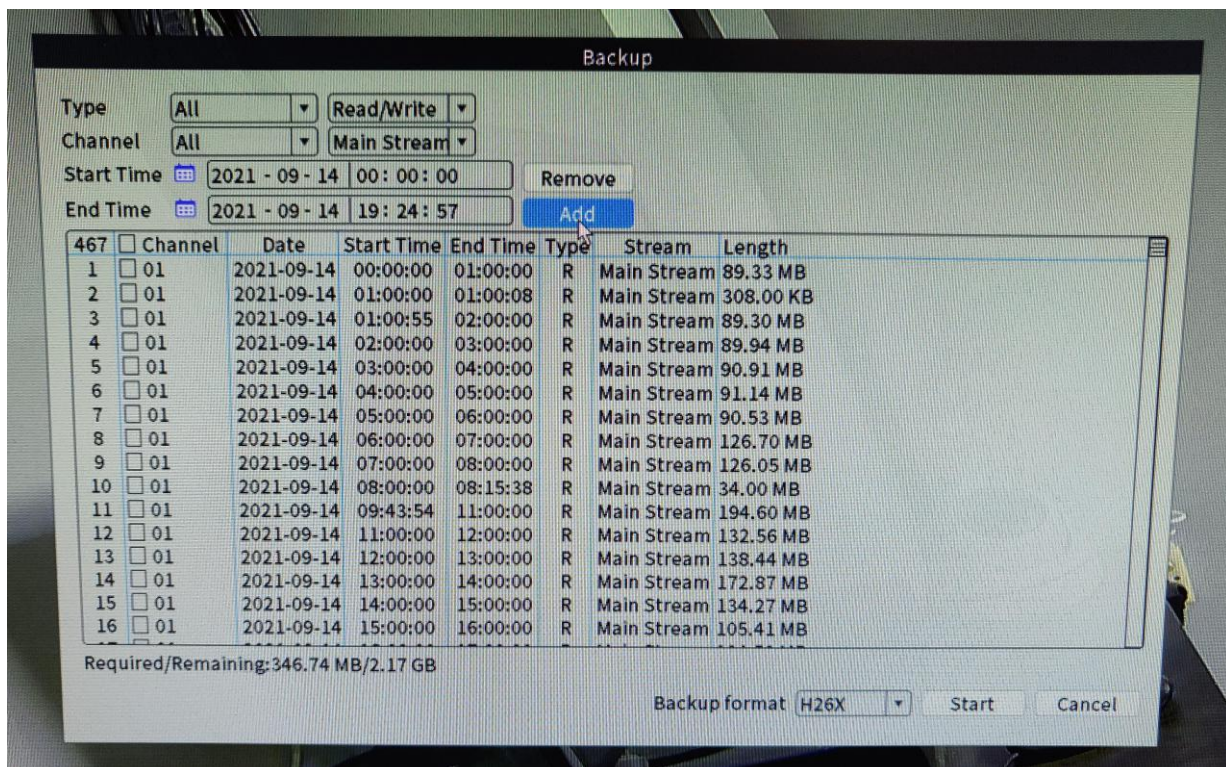 Backup
Type All Read/Write
Channel All Main Stream
Start Time 2021 - 09 - 14 00: 00: 00 Remove
End Time 2021 - 09 - 14 19: 24: 57 Add
467 Channel Date Start Time End Time Type Stream Length
1 01 2021-09-14 00:00:00 01:00:00 R Main Stream 89.33 MB
2 01 2021-09-14 01:00:00 01:00:08 R Main Stream 308.00 KB
3 01 2021-09-14 01:00:55 02:00:00 R Main Stream 89.30 MB
4 01 2021-09-14 02:00:00 03:00:00 R Main Stream 89.94 MB
5 01 2021-09-14 03:00:00 04:00:00 R Main Stream 90.91 MB
6 01 2021-09-14 04:00:00 05:00:00 R Main Stream 91.14 MB
7 01 2021-09-14 05:00:00 06:00:00 R Main Stream 90.53 MB
8 01 2021-09-14 06:00:00 07:00:00 R Main Stream 126.70 MB
9 01 2021-09-14 07:00:00 08:00:00 R Main Stream 126.05 MB
10 01 2021-09-14 08:00:00 08:15:38 R Main Stream 34.00 MB
11 01 2021-09-14 09:43:54 11:00:00 R Main Stream 194.60 MB
12 01 2021-09-14 11:00:00 12:00:00 R Main Stream 132.56 MB
13 01 2021-09-14 12:00:00 13:00:00 R Main Stream 138.44 MB
14 01 2021-09-14 13:00:00 14:00:00 R Main Stream 172.87 MB
15 01 2021-09-14 14:00:00 15:00:00 R Main Stream 134.27 MB
16 01 2021-09-14 15:00:00 16:00:00 R Main Stream 105.41 MB
Required/Remaining:346.74 MB/2.17 GB
Backup format H26X Start Cancel